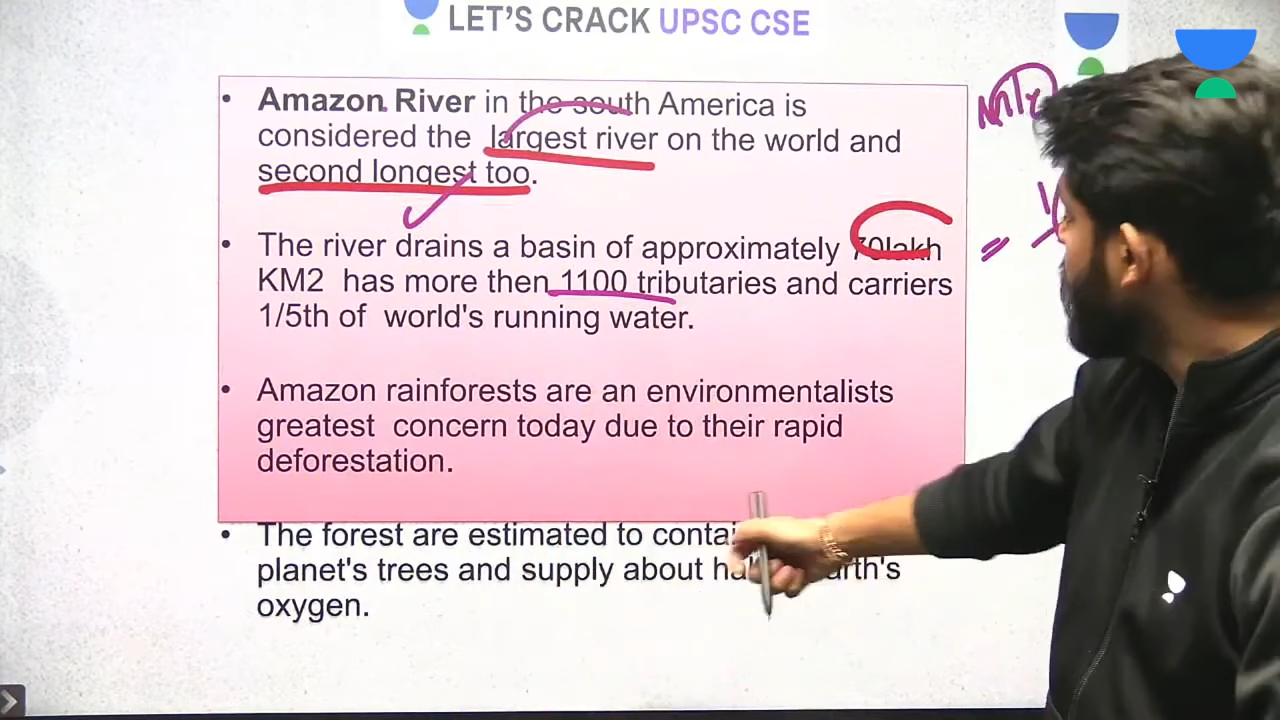 LET'S CRACK UPSC CSE
• Amazon River in the south America is
considered the largest river on the world and
second longest too.
• The river drains a basin of approximately 70lakh
KM2 has more then 1100 tributaries and carriers
1/5th of world's running water.
• Amazon rainforests are an environmentalists
greatest concern today due to their rapid
deforestation.
• The forest are estimated to
planet's trees and supply about
oxygen.